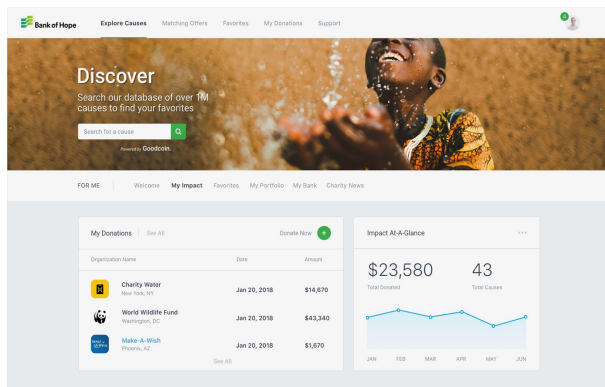 Bank of Hope
Explore Causes
Matching Offers
Favorites
My Donations
Support
4
Discover
Search our database of over 1M
causes to find your favorites
Search for a cause
Powered by Goodcoin.
FOR ME
Welcome
My Impact
Favorites
My Portfolio
My Bank
Charity News
My Donations
See All
Donate Now
+
Organization Name
Date
Amount
Charity Water
New York, NY
Jan 20, 2018
$14,670
World Wildlife Fund
Washington, DC
Jan 20, 2018
$43,340
Make-A-Wish
Phoenix, AZ
Jan 20, 2018
$1,670
See All
Impact At-A-Glance
$23,580
Total Donated
43
Total Causes
JAN
FEB
MAR
APR
MAY
JUN